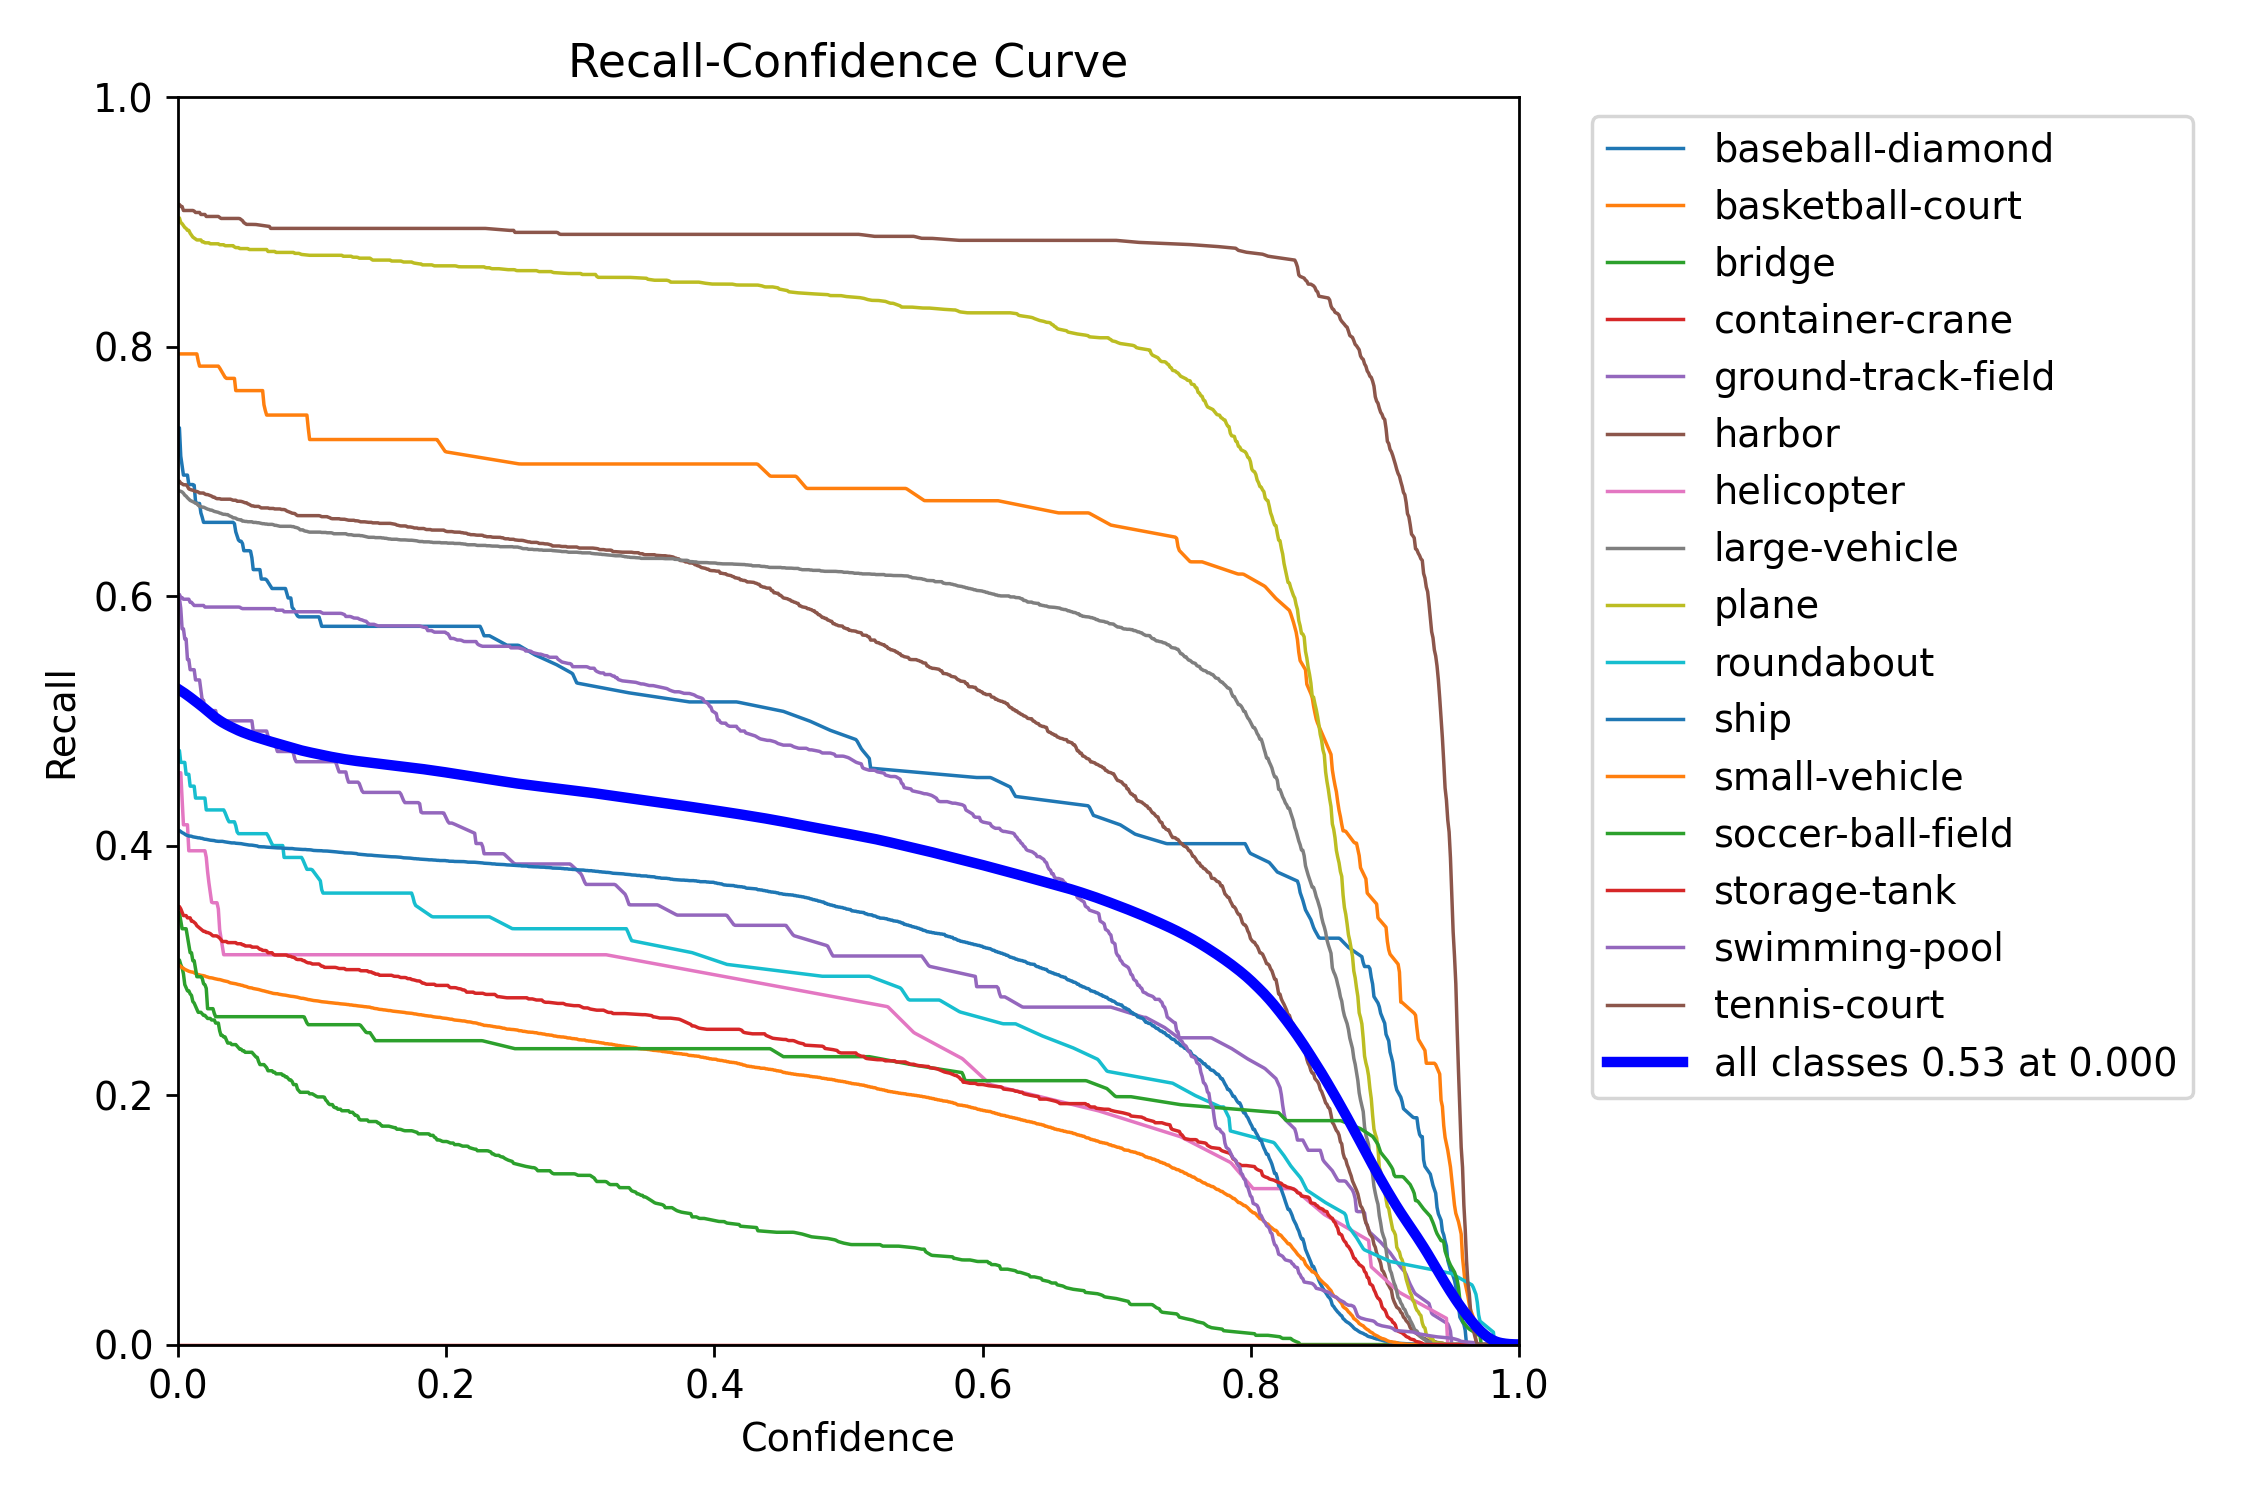 Recall-Confidence Curve
1.0
0.8
0.6
0.4
0.2
0.0
Recall
0.0 0.2 0.4 0.6 0.8 1.0
Confidence
baseball-diamond
basketball-court
bridge
container-crane
ground-track-field
harbor
helicopter
large-vehicle
plane
roundabout
ship
small-vehicle
soccer-ball-field
storage-tank
swimming-pool
tennis-court
all classes 0.53 at 0.000